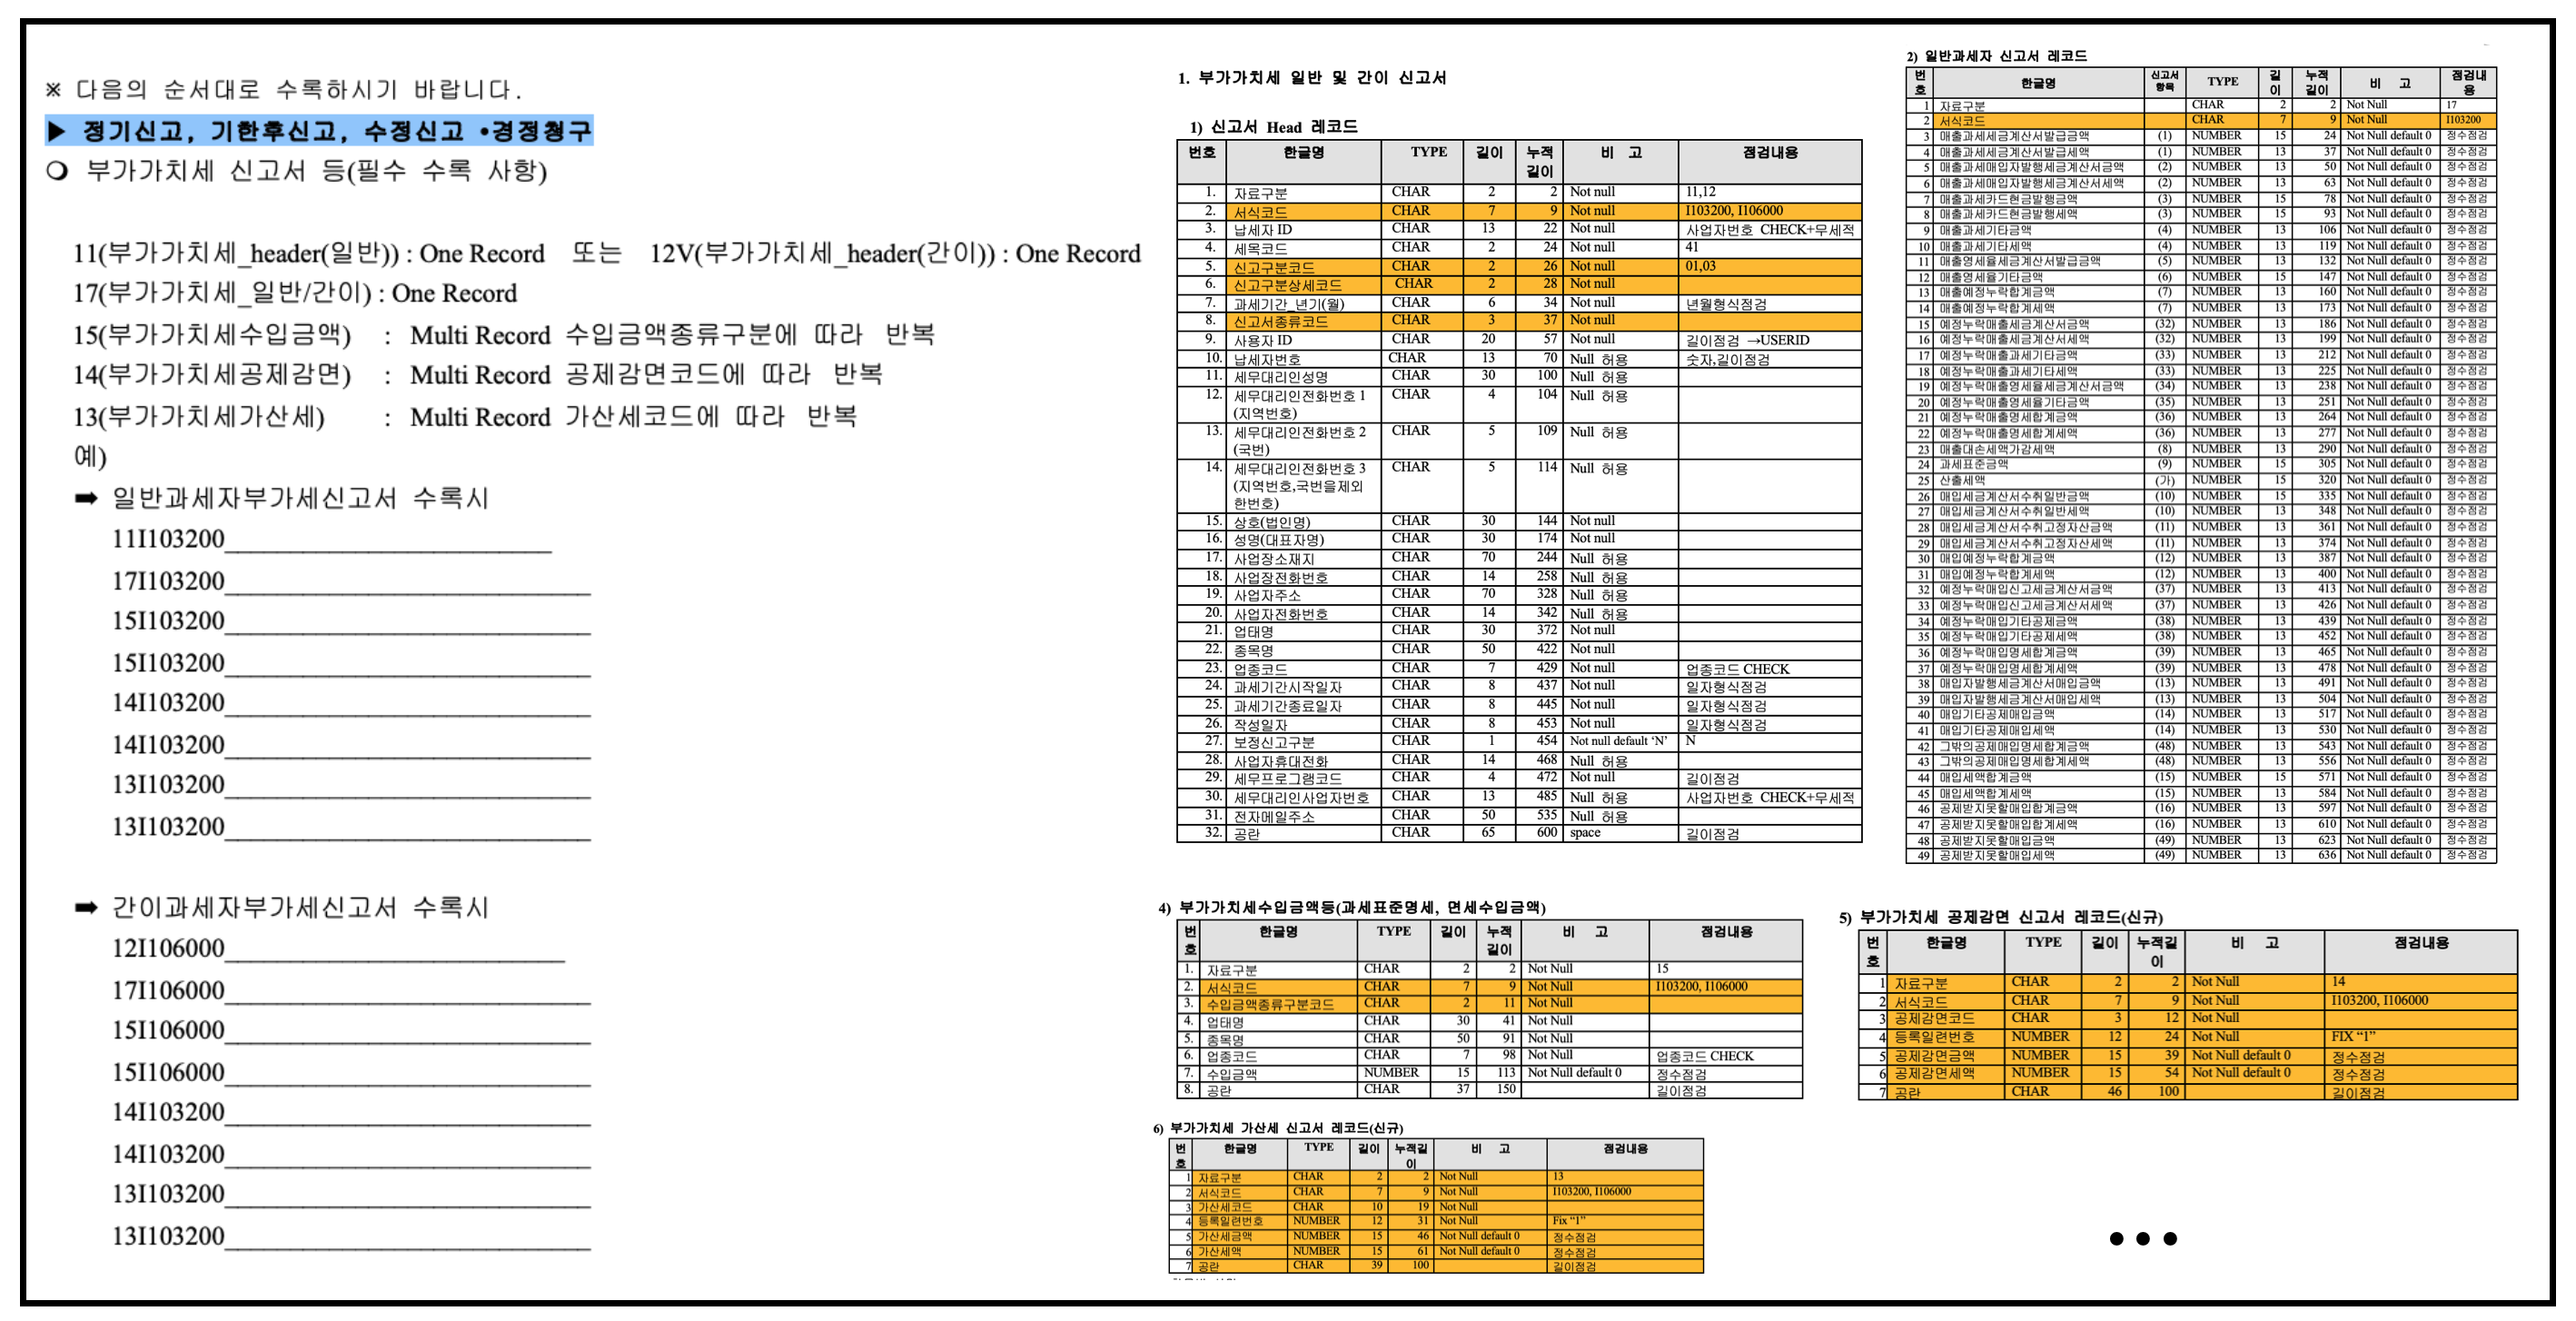 ※ 다음의 순서대로 수록하시기 바랍니다.
▶ 정기신고, 기한후신고, 수정신고 •경정청구
❍ 부가가치세 신고서 등(필수 수록 사항)
11(부가가치세_header(일반)) : One Record 또는 12V(부가가치세_header(간이)) : One Record
17(부가가치세_일반/간이) : One Record
15(부가가치세수입금액) : Multi Record 수입금액종류구분에 따라 반복
14(부가가치세공제감면) : Multi Record 공제감면코드에 따라 반복
13(부가가치세가산세) : Multi Record 가산세코드에 따라 반복
예)
➡ 일반과세자부가세신고서 수록시
11I103200
17I103200
15I103200
15I103200
14I103200
14I103200
13I103200
13I103200
➡ 간이과세자부가세신고서 수록시
12I106000
17I106000
15I106000
15I106000
14I103200
14I103200
13I103200
13I103200
1. 부가가치세 일반 및 간이 신고서
1) 신고서 Head 레코드
번호 한글명 TYPE 길이 누적길이 비 고 점검내용
1. 자료구분 CHAR 2 2 Not null 11,12
2. 서식코드 CHAR 7 9 Not null I103200, I106000
3. 납세자 ID CHAR 13 22 Not null 사업자번호 CHECK+무세적
4. 세목코드 CHAR 2 24 Not null 41
5. 신고구분코드 CHAR 2 26 Not null 01,03
6. 신고구분상세코드 CHAR 2 28 Not null
7. 과세기간_년기(월) CHAR 6 34 Not null 년월형식점검
8. 신고서종류코드 CHAR 3 37 Not null
9. 사용자 ID CHAR 20 57 Not null 길이점검 →USERID
10. 납세자번호 CHAR 13 70 Null 허용 숫자,길이점검
11. 세무대리인성명 CHAR 30 100 Null 허용
12. 세무대리인전화번호 1 (지역번호) CHAR 4 104 Null 허용
13. 세무대리인전화번호 2 (국번) CHAR 5 109 Null 허용
14. 세무대리인전화번호 3 (지역번호,국번을제외한번호) CHAR 5 114 Null 허용
15. 상호(법인명) CHAR 30 144 Not null
16. 성명(대표자명) CHAR 30 174 Not null
17. 사업장소재지 CHAR 70 244 Null 허용
18. 사업장전화번호 CHAR 14 258 Null 허용
19. 사업자주소 CHAR 70 328 Null 허용
20. 사업자전화번호 CHAR 14 342 Null 허용
21. 업태명 CHAR 30 372 Not null
22. 종목명 CHAR 50 422 Not null
23. 업종코드 CHAR 7 429 Not null 업종코드 CHECK
24. 과세기간시작일자 CHAR 8 437 Not null 일자형식점검
25. 과세기간종료일자 CHAR 8 445 Not null 일자형식점검
26. 작성일자 CHAR 8 453 Not null 일자형식점검
27. 보정신고구분 CHAR 1 454 Not null default ‘N’ N
28. 사업자휴대전화 CHAR 14 468 Null 허용
29. 세무프로그램코드 CHAR 4 472 Not null 길이점검
30. 세무대리인사업자번호 CHAR 13 485 Null 허용 사업자번호 CHECK+무세적
31. 전자메일주소 CHAR 50 535 Null 허용
32. 공란 CHAR 65 600 space 길이점검
2) 일반과세자 신고서 레코드
번호 한글명 신고서항목 TYPE 길이 누적길이 비 고 점검내용
1 자료구분 CHAR 2 2 Not Null 17
2 서식코드 CHAR 7 9 Not Null I103200
3 매출과세세금계산서발급금액 (1) NUMBER 15 24 Not Null default 0 정수점검
4 매출과세세금계산서발급세액 (1) NUMBER 13 37 Not Null default 0 정수점검
5 매출과세매입자발행세금계산서금액 (2) NUMBER 13 50 Not Null default 0 정수점검
6 매출과세매입자발행세금계산서세액 (2) NUMBER 13 63 Not Null default 0 정수점검
7 매출과세카드현금발행금액 (3) NUMBER 15 78 Not Null default 0 정수점검
8 매출과세카드현금발행세액 (3) NUMBER 15 93 Not Null default 0 정수점검
9 매출과세기타금액 (4) NUMBER 13 106 Not Null default 0 정수점검
10 매출과세기타세액 (4) NUMBER 13 119 Not Null default 0 정수점검
11 매출영세율세금계산서발급금액 (5) NUMBER 13 132 Not Null default 0 정수점검
12 매출영세율기타금액 (6) NUMBER 15 147 Not Null default 0 정수점검
13 매출예정누락합계금액 (7) NUMBER 13 160 Not Null default 0 정수점검
14 매출예정누락합계세액 (7) NUMBER 13 173 Not Null default 0 정수점검
15 예정누락매출세금계산서금액 (32) NUMBER 13 186 Not Null default 0 정수점검
16 예정누락매출세금계산서세액 (32) NUMBER 13 199 Not Null default 0 정수점검
17 예정누락매출과세기타금액 (33) NUMBER 13 212 Not Null default 0 정수점검
18 예정누락매출과세기타세액 (33) NUMBER 13 225 Not Null default 0 정수점검
19 예정누락매출영세율세금계산서금액 (34) NUMBER 13 238 Not Null default 0 정수점검
20 예정누락매출영세율기타금액 (35) NUMBER 13 251 Not Null default 0 정수점검
21 예정누락매출명세합계금액 (36) NUMBER 13 264 Not Null default 0 정수점검
22 예정누락매출명세합계세액 (36) NUMBER 13 277 Not Null default 0 정수점검
23 매출대손세액가감세액 (8) NUMBER 13 290 Not Null default 0 정수점검
24 과세표준금액 (9) NUMBER 15 305 Not Null default 0 정수점검
25 산출세액 (가) NUMBER 15 320 Not Null default 0 정수점검
26 매입세금계산서수취일반금액 (10) NUMBER 15 335 Not Null default 0 정수점검
27 매입세금계산서수취일반세액 (10) NUMBER 13 348 Not Null default 0 정수점검
28 매입세금계산서수취고정자산금액 (11) NUMBER 13 361 Not Null default 0 정수점검
29 매입세금계산서수취고정자산세액 (11) NUMBER 13 374 Not Null default 0 정수점검
30 매입예정누락합계금액 (12) NUMBER 13 387 Not Null default 0 정수점검
31 매입예정누락합계세액 (12) NUMBER 13 400 Not Null default 0 정수점검
32 예정누락매입신고세금계산서금액 (37) NUMBER 13 413 Not Null default 0 정수점검
33 예정누락매입신고세금계산서세액 (37) NUMBER 13 426 Not Null default 0 정수점검
34 예정누락매입기타공제금액 (38) NUMBER 13 439 Not Null default 0 정수점검
35 예정누락매입기타공제세액 (38) NUMBER 13 452 Not Null default 0 정수점검
36 예정누락매입명세합계금액 (39) NUMBER 13 465 Not Null default 0 정수점검
37 예정누락매입명세합계세액 (39) NUMBER 13 478 Not Null default 0 정수점검
38 매입자발행세금계산서매입금액 (13) NUMBER 13 491 Not Null default 0 정수점검
39 매입자발행세금계산서매입세액 (13) NUMBER 13 504 Not Null default 0 정수점검
40 매입기타공제매입금액 (14) NUMBER 13 517 Not Null default 0 정수점검
41 매입기타공제매입세액 (14) NUMBER 13 530 Not Null default 0 정수점검
42 그밖의공제매입명세합계금액 (48) NUMBER 13 543 Not Null default 0 정수점검
43 그밖의공제매입명세합계세액 (48) NUMBER 13 556 Not Null default 0 정수점검
44 매입세액합계금액 (15) NUMBER 15 571 Not Null default 0 정수점검
45 매입세액합계세액 (15) NUMBER 13 584 Not Null default 0 정수점검
46 공제받지못할매입합계금액 (16) NUMBER 13 597 Not Null default 0 정수점검
47 공제받지못할매입합계세액 (16) NUMBER 13 610 Not Null default 0 정수점검
48 공제받지못할매입금액 (49) NUMBER 13 623 Not Null default 0 정수점검
49 공제받지못할매입세액 (49) NUMBER 13 636 Not Null default 0 정수점검
4) 부가가치세수입금액등(과세표준명세, 면세수입금액)
번호 한글명 TYPE 길이 누적길이 비 고 점검내용
1. 자료구분 CHAR 2 2 Not Null 15
2. 서식코드 CHAR 7 9 Not Null I103200, I106000
3. 수입금액종류구분코드 CHAR 2 11 Not Null
4. 업태명 CHAR 30 41 Not Null
5. 종목명 CHAR 50 91 Not Null
6. 업종코드 CHAR 7 98 Not Null 업종코드 CHECK
7. 수입금액 NUMBER 15 113 Not Null default 0 정수점검
8. 공란 CHAR 37 150 길이점검
5) 부가가치세 공제감면 신고서 레코드(신규)
번호 한글명 TYPE 길이 누적길이 비 고 점검내용
1 자료구분 CHAR 2 2 Not Null 14
2 서식코드 CHAR 7 9 Not Null I103200, I106000
3 공제감면코드 CHAR 3 12 Not Null
4 등록일련번호 NUMBER 12 24 Not Null FIX “1”
5 공제감면금액 NUMBER 15 39 Not Null default 0 정수점검
6 공제감면세액 NUMBER 15 54 Not Null default 0 정수점검
7 공란 CHAR 46 100 길이점검
6) 부가가치세 가산세 신고서 레코드(신규)
번호 한글명 TYPE 길이 누적길이 비 고 점검내용
1 자료구분 CHAR 2 2 Not Null 13
2 서식코드 CHAR 7 9 Not Null I103200, I106000
3 가산세코드 CHAR 10 19 Not Null
4 등록일련번호 NUMBER 12 31 Not Null Fix “1”
5 가산세금액 NUMBER 15 46 Not Null default 0 정수점검
6 가산세액 NUMBER 15 61 Not Null default 0 정수점검
7 공란 CHAR 39 100 길이점검